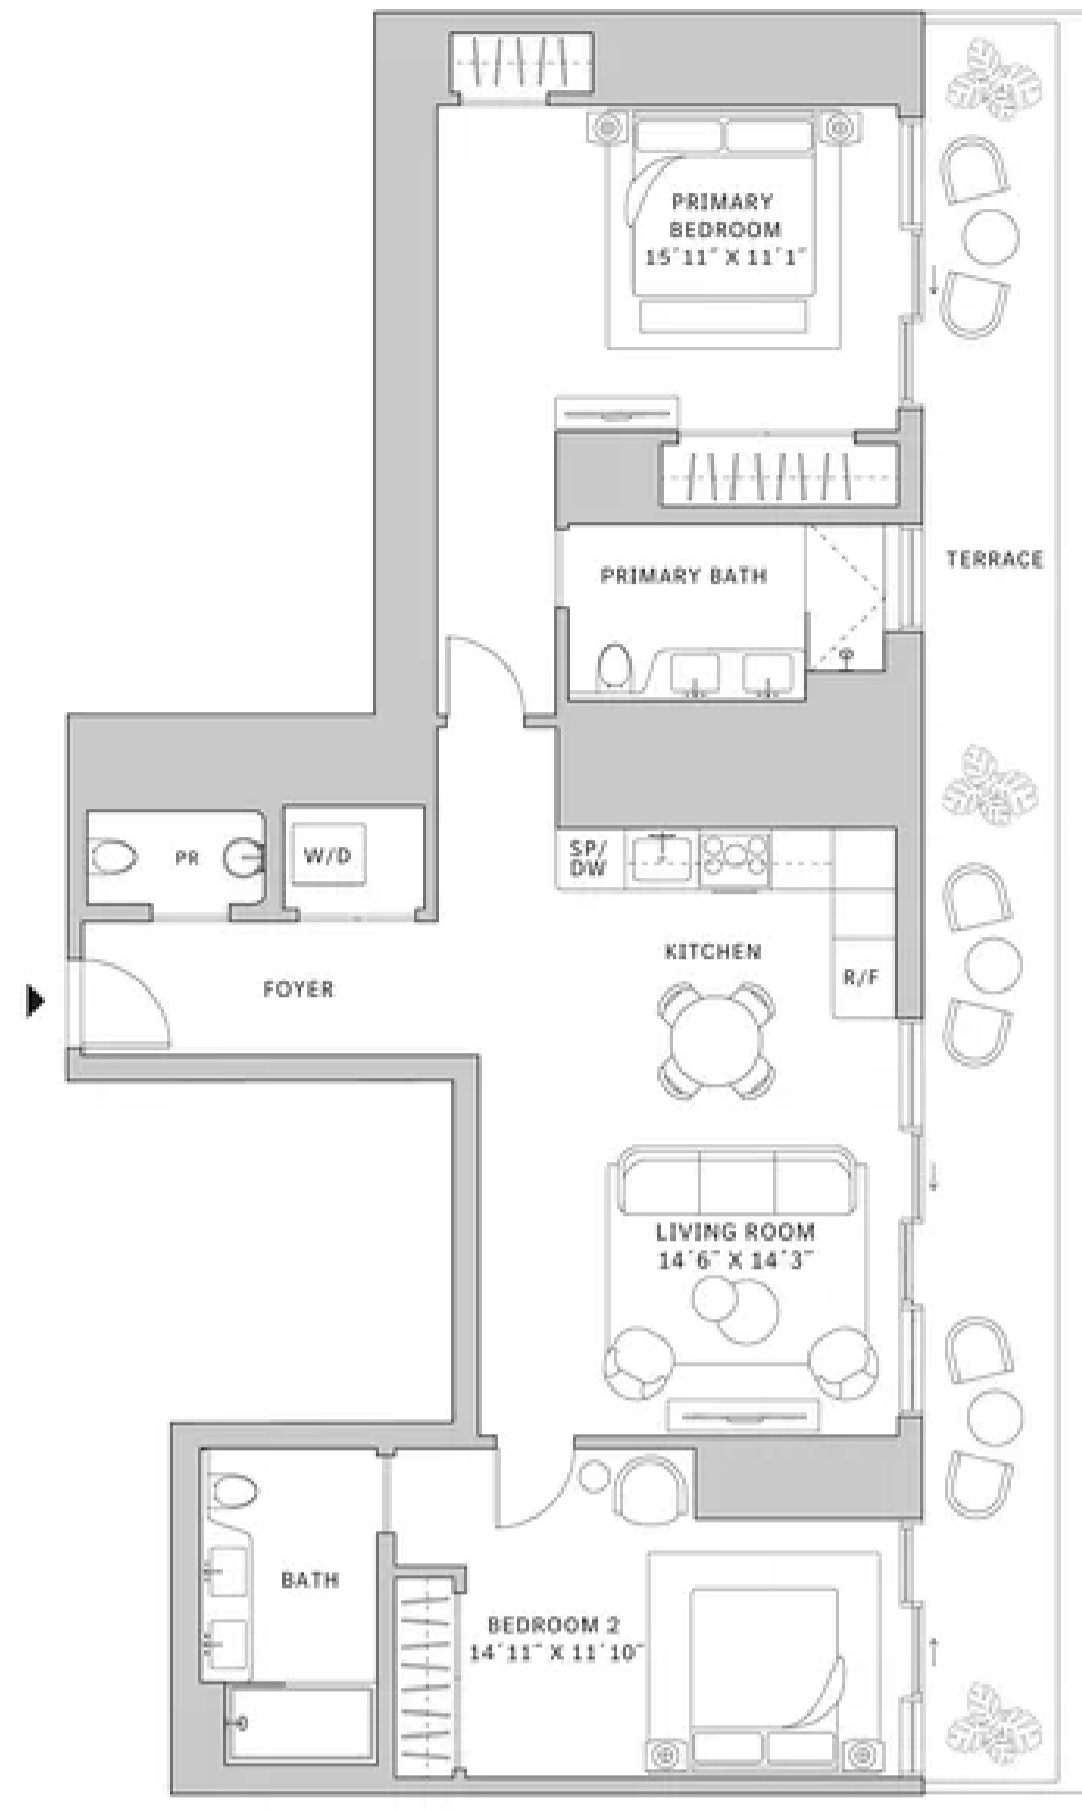 PRIMARY
BEDROOM
15´11˝ X 11´1˝
PRIMARY BATH
TERRACE
PR
W/D
SP/
DW
KITCHEN
R/F
FOYER
LIVING ROOM
14´6˝ X 14´3˝
BATH
BEDROOM 2
14´11˝ X 11´10˝